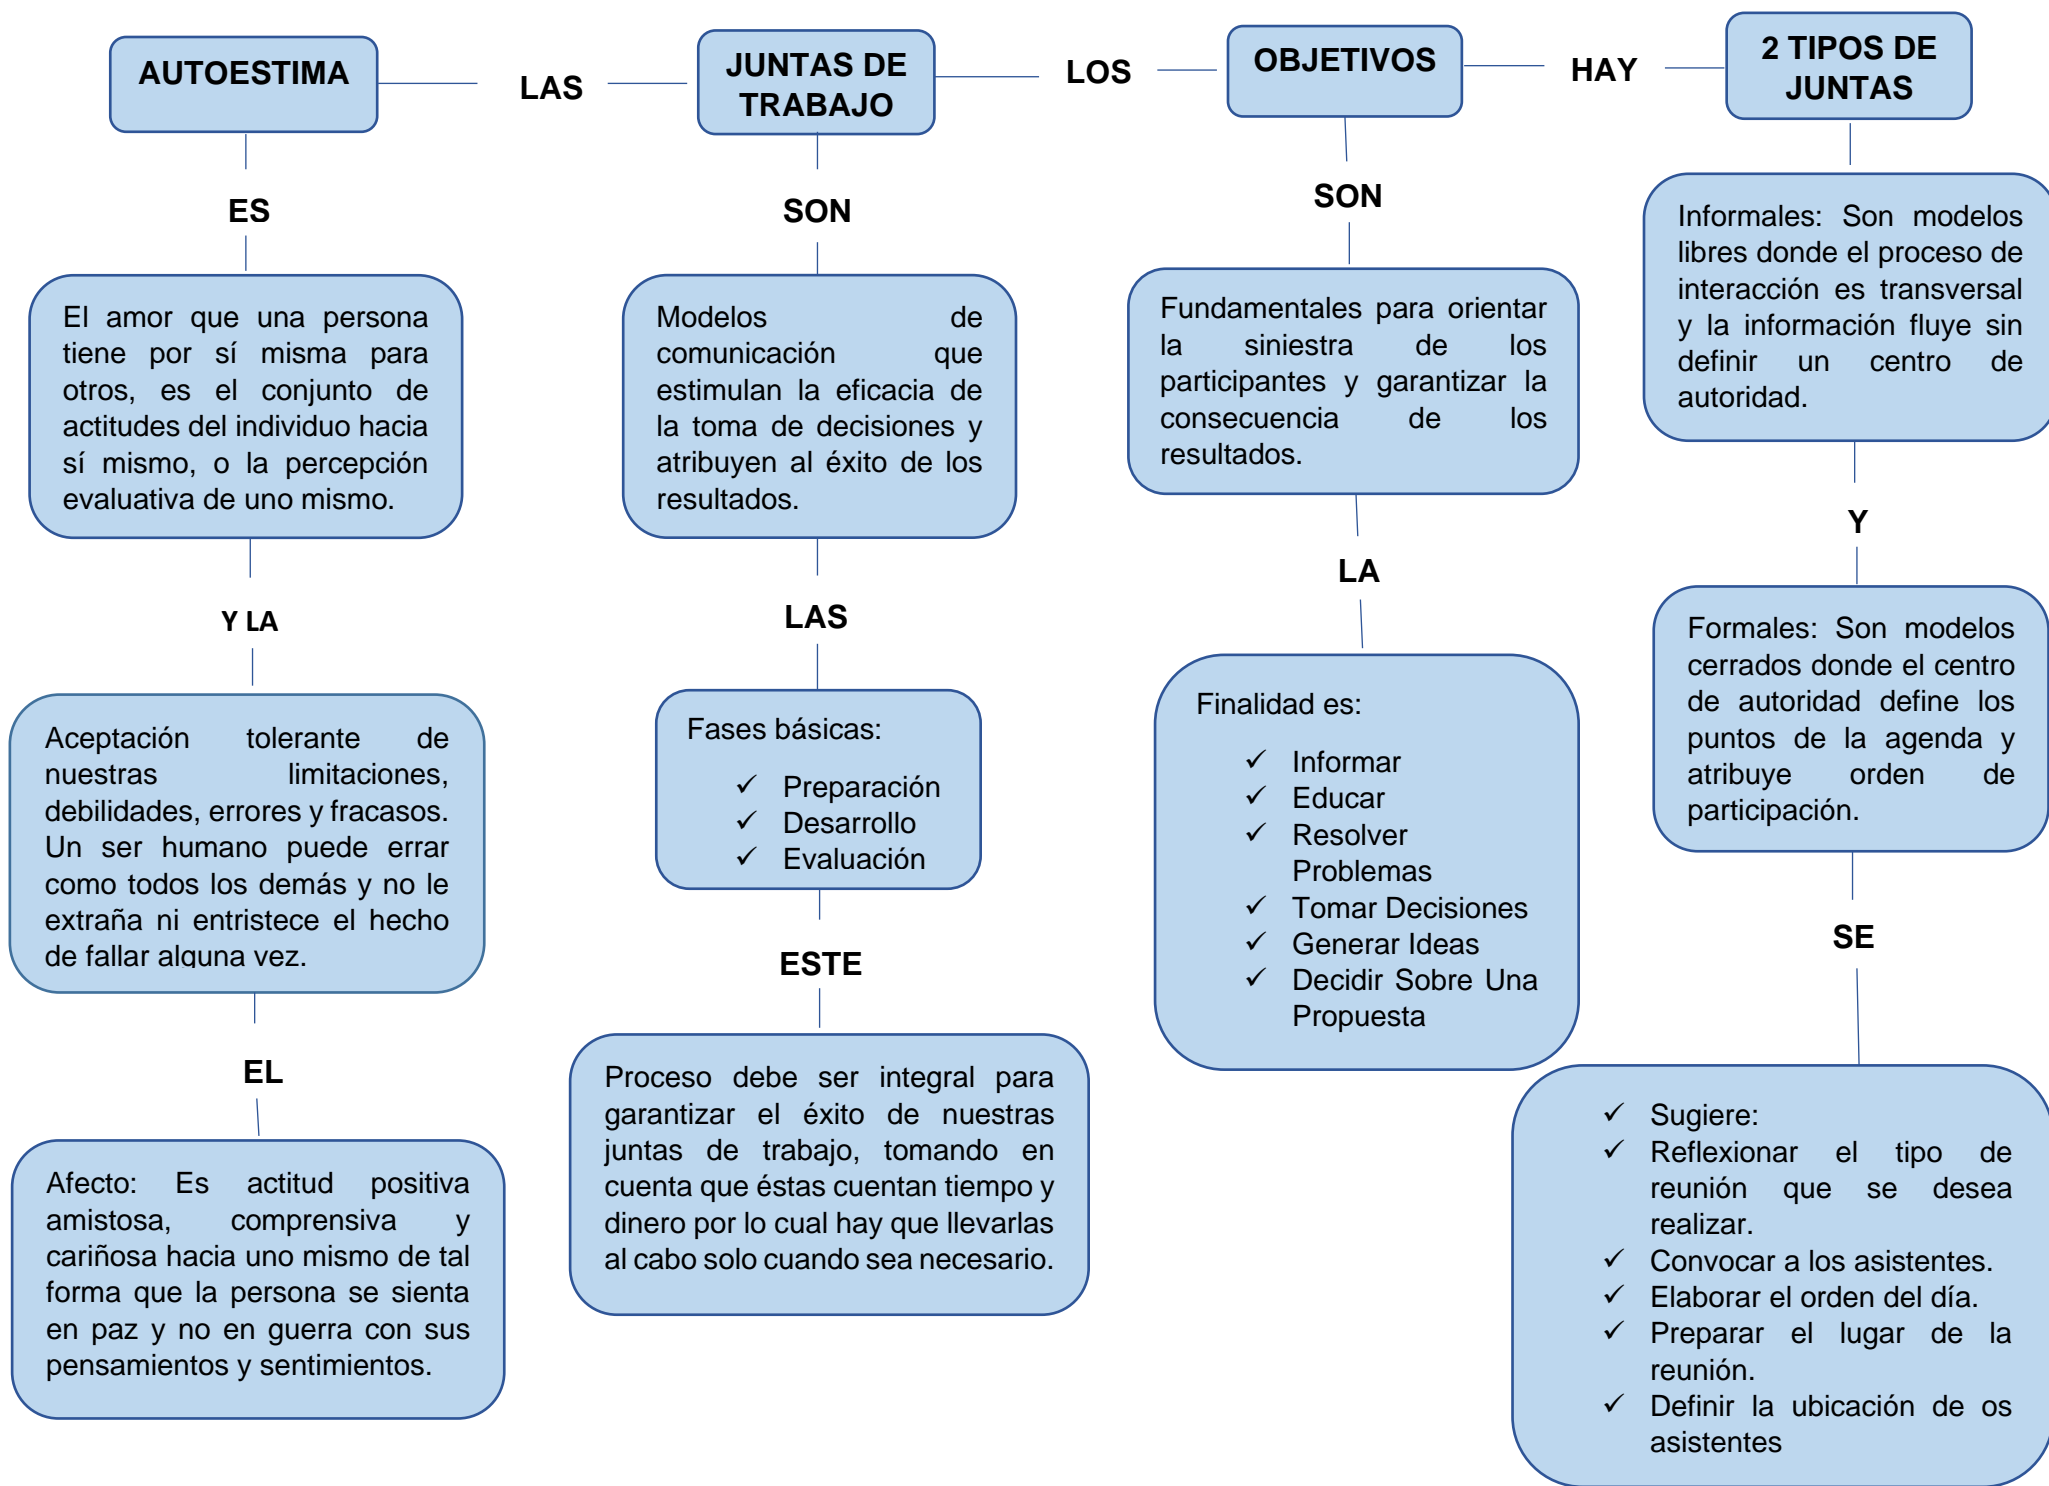 AUTOESTIMA
LAS
JUNTAS DE
TRABAJO
LOS
OBJETIVOS
HAY
2 TIPOS DE
JUNTAS
ES
El amor que una persona
tiene por sí misma para
otros, es el conjunto de
actitudes del individuo hacia
sí mismo, o la percepción
evaluativa de uno mismo.
Y LA
Aceptación tolerante de
nuestras limitaciones,
debilidades, errores y fracasos.
Un ser humano puede errar
como todos los demás y no le
extraña ni entristece el hecho
de fallar alguna vez.
EL
Afecto: Es actitud positiva
amistosa, comprensiva y
cariñosa hacia uno mismo de tal
forma que la persona se sienta
en paz y no en guerra con sus
pensamientos y sentimientos.
SON
Modelos de
comunicación que
estimulan la eficacia de
la toma de decisiones y
atribuyen al éxito de los
resultados.
LAS
Fases básicas:
✓ Preparación
✓ Desarrollo
✓ Evaluación
ESTE
Proceso debe ser integral para
garantizar el éxito de nuestras
juntas de trabajo, tomando en
cuenta que éstas cuentan tiempo y
dinero por lo cual hay que llevarlas
al cabo solo cuando sea necesario.
SON
Fundamentales para orientar
la siniestra de los
participantes y garantizar la
consecuencia de los
resultados.
LA
Finalidad es:
✓ Informar
✓ Educar
✓ Resolver
Problemas
✓ Tomar Decisiones
✓ Generar Ideas
✓ Decidir Sobre Una
Propuesta
Informales: Son modelos
libres donde el proceso de
interacción es transversal
y la información fluye sin
definir un centro de
autoridad.
Y
Formales: Son modelos
cerrados donde el centro
de autoridad define los
puntos de la agenda y
atribuye orden de
participación.
SE
✓ Sugiere:
✓ Reflexionar el tipo de
reunión que se desea
realizar.
✓ Convocar a los asistentes.
✓ Elaborar el orden del día.
✓ Preparar el lugar de la
reunión.
✓ Definir la ubicación de os
asistentes